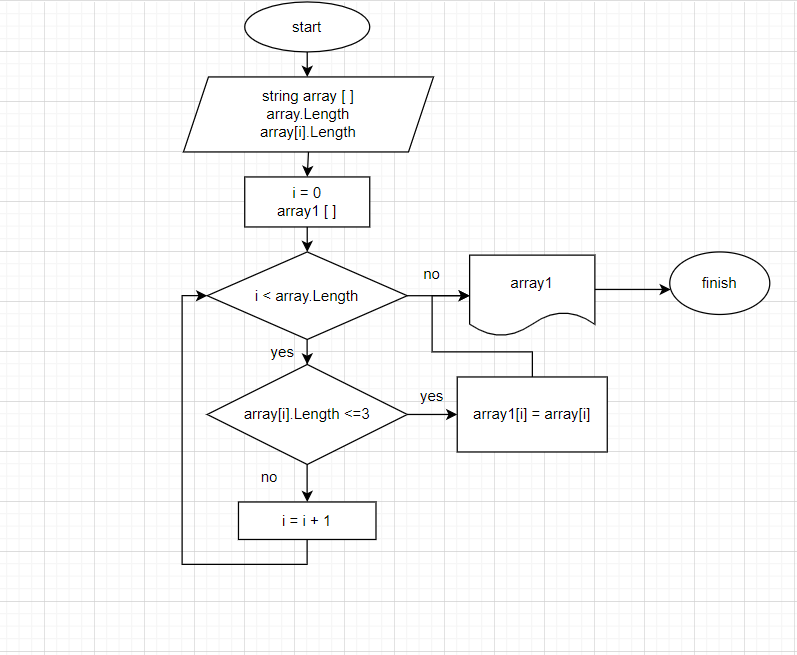 start
string array [ ]
array.Length
array[i].Length
i = 0
array1 [ ]
i < array.Length
no
array1
finish
yes
array[i].Length <=3
yes
array1[i] = array[i]
no
i = i + 1